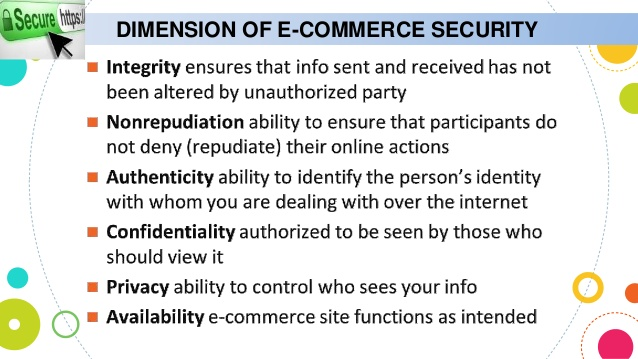 Secure https:/
DIMENSION OF E-COMMERCE SECURITY
Integrity ensures that info sent and received has not
been altered by unauthorized party
Nonrepudiation ability to ensure that participants do
not deny (repudiate) their online actions
Authenticity ability to identify the person's identity
with whom you are dealing with over the internet
Confidentiality authorized to be seen by those who
should view it
Privacy ability to control who sees your info
Availability e-commerce site functions as intended